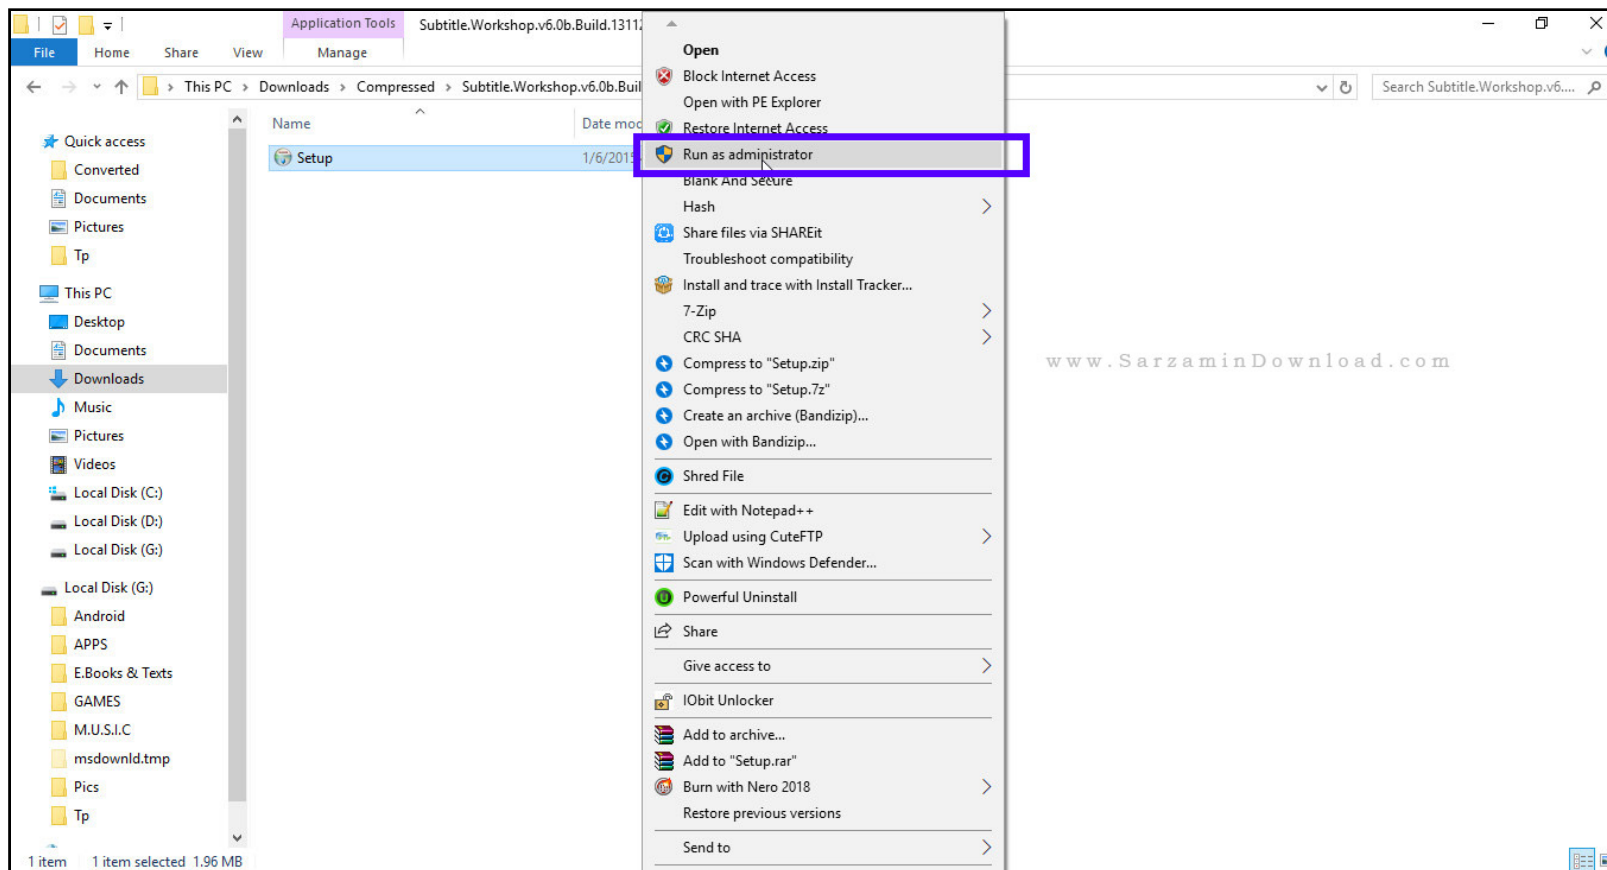 Application Tools
Subtitle.Workshop.v6.0b.Build.1311
File Home Share View Manage
This PC > Downloads > Compressed > Subtitle.Workshop.v6.0b.Buil
Search Subtitle.Workshop.v6....
Name
Date mod
Setup
1/6/2015
Quick access
Converted
Documents
Pictures
Tp
This PC
Desktop
Documents
Downloads
Music
Pictures
Videos
Local Disk (C:)
Local Disk (D:)
Local Disk (G:)
Local Disk (G:)
Android
APPS
E.Books & Texts
GAMES
M.U.S.I.C
msdownld.tmp
Pics
Tp
1 item 1 item selected 1.96 MB
Open
Block Internet Access
Open with PE Explorer
Restore Internet Access
Run as administrator
Blank And Secure
Hash
Share files via SHAREit
Troubleshoot compatibility
Install and trace with Install Tracker...
7-Zip
CRC SHA
Compress to "Setup.zip"
Compress to "Setup.7z"
Create an archive (Bandizip)...
Open with Bandizip...
Shred File
Edit with Notepad++
Upload using CuteFTP
Scan with Windows Defender...
Powerful Uninstall
Share
Give access to
IObit Unlocker
Add to archive...
Add to "Setup.rar"
Burn with Nero 2018
Restore previous versions
Send to
www.SarzaminDownload.com